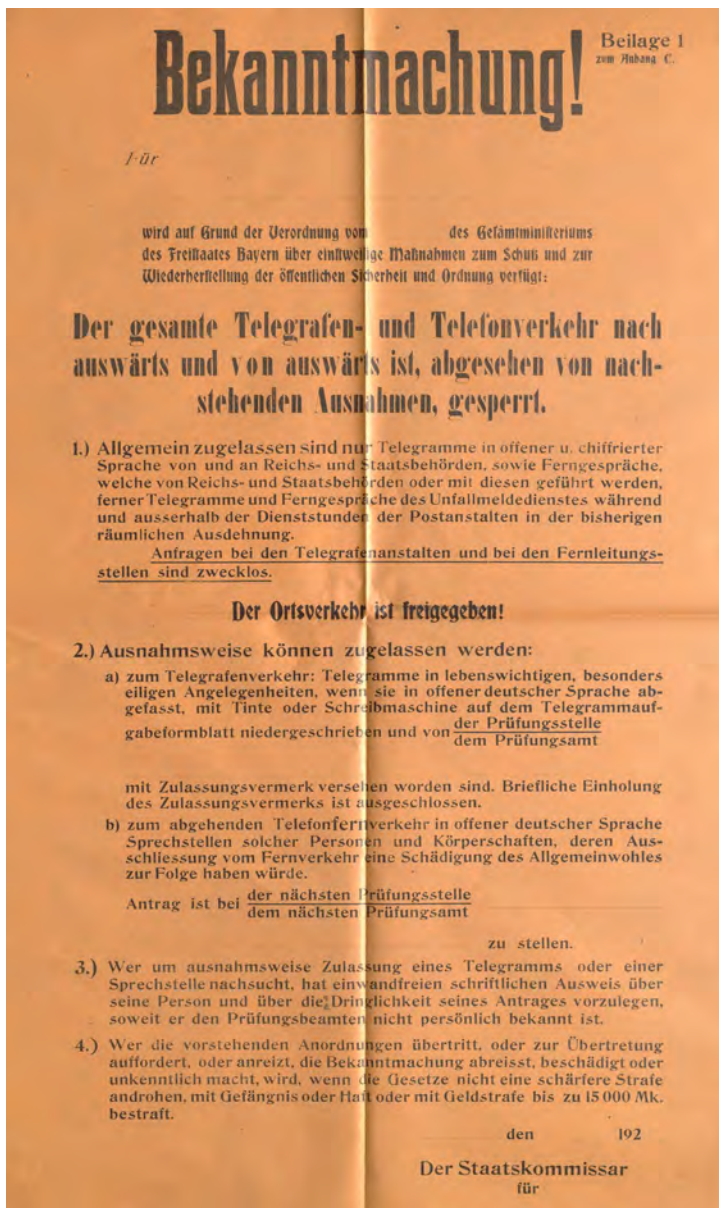 Beilage 1
zum Anhang C.
Bekanntmachung!
Für
wird auf Grund der Verordnung vom des Gesamtministeriums
des Freistaates Bayern über einstweilige Maßnahmen zum Schutz und zur
Wiederherstellung der öffentlichen Sicherheit und Ordnung verfügt:
Der gesamte Telegrafen- und Telefonverkehr nach
auswärts und von auswärts ist, abgesehen von nach-
stehenden Ausnahmen, gesperrt.
1.) Allgemein zugelassen sind nur Telegramme in offener u. chiffrierter
Sprache von und an Reichs- und Staatsbehörden, sowie Ferngespräche,
welche von Reichs- und Staatsbehörden oder mit diesen geführt werden,
ferner Telegramme und Ferngespräche des Unfallmeldedienstes während
und ausserhalb der Dienststunden der Postanstalten in der bisherigen
räumlichen Ausdehnung.
Anfragen bei den Telegrafenanstalten und bei den Fernleitungs-
stellen sind zwecklos.
Der Ortsverkehr ist freigegeben!
2.) Ausnahmsweise können zugelassen werden:
a) zum Telegrafenverkehr: Telegramme in lebenswichtigen, besonders
eiligen Angelegenheiten, wenn sie in offener deutscher Sprache ab-
gefasst, mit Tinte oder Schreibmaschine auf dem Telegrammauf-
gabeformblatt niedergeschrieben und von der Prüfungsstelle
dem Prüfungsamt
mit Zulassungsvermerk versehen worden sind. Briefliche Einholung
des Zulassungsvermerks ist ausgeschlossen.
b) zum abgehenden Telefonfernverkehr in offener deutscher Sprache
Sprechstellen solcher Personen und Körperschaften, deren Aus-
schliessung vom Fernverkehr eine Schädigung des Allgemeinwohles
zur Folge haben würde.
Antrag ist bei der nächsten Prüfungsstelle
dem nächsten Prüfungsamt
zu stellen.
3.) Wer um ausnahmsweise Zulassung eines Telegramms oder einer
Sprechstelle nachsucht, hat einwandfreien schriftlichen Ausweis über
seine Person und über die Dringlichkeit seines Antrages vorzulegen,
soweit er den Prüfungsbeamten nicht persönlich bekannt ist.
4.) Wer die vorstehenden Anordnungen übertritt, oder zur Übertretung
auffordert, oder anreizt, die Bekanntmachung abreisst, beschädigt oder
unkenntlich macht, wird, wenn die Gesetze nicht eine schärfere Strafe
androhen, mit Gefängnis oder Haft oder mit Geldstrafe bis zu 15 000 Mk.
bestraft.
den 192
Der Staatskommissar
für